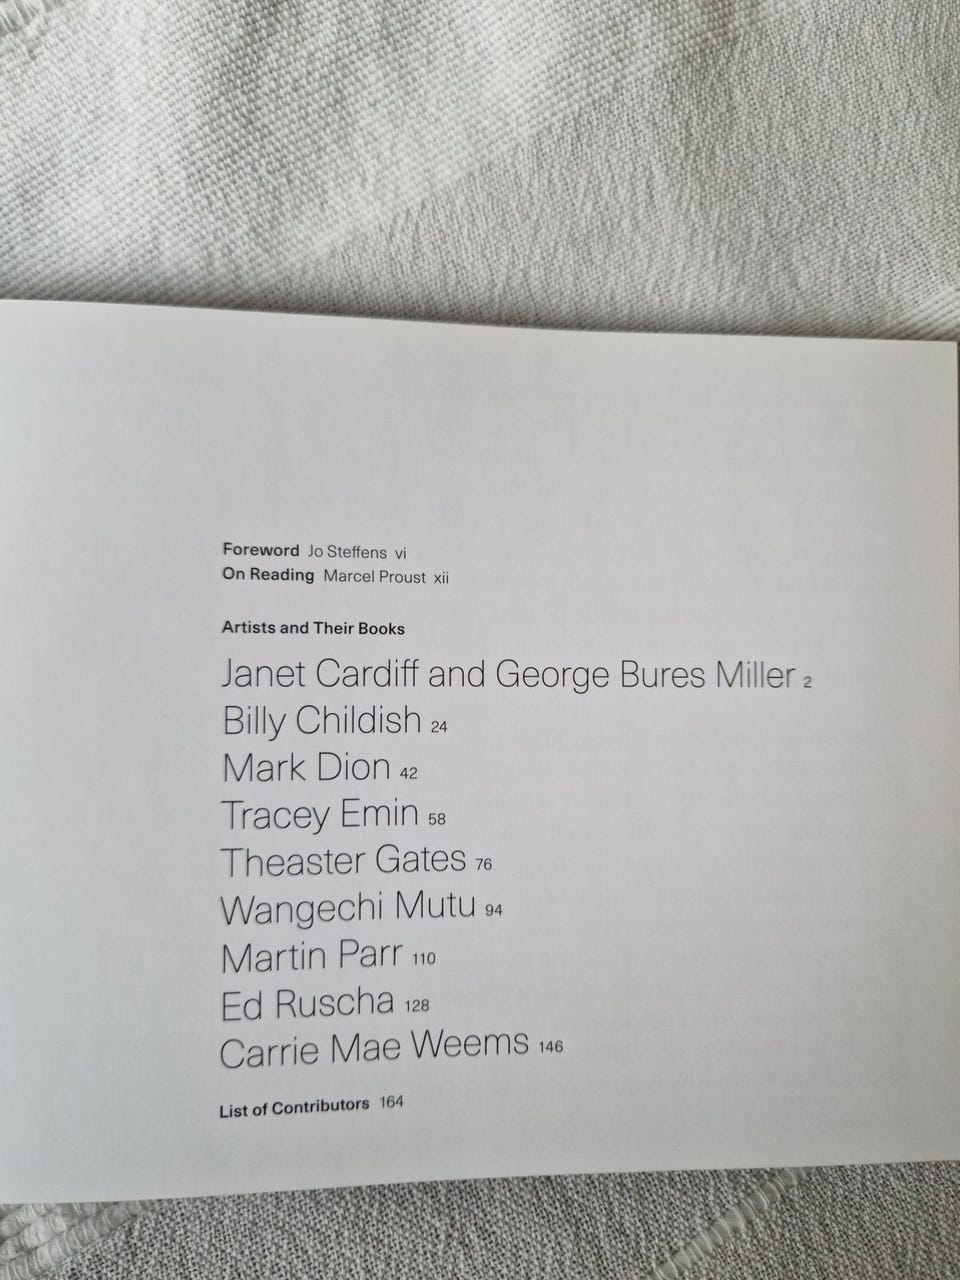 Foreword Jo Steffens vi
On Reading Marcel Proust xii
Artists and Their Books
Janet Cardiff and George Bures Miller 2
Billy Childish 24
Mark Dion 42
Tracey Emin 58
Theaster Gates 76
Wangechi Mutu 94
Martin Parr 110
Ed Ruscha 128
Carrie Mae Weems 146
List of Contributors 164